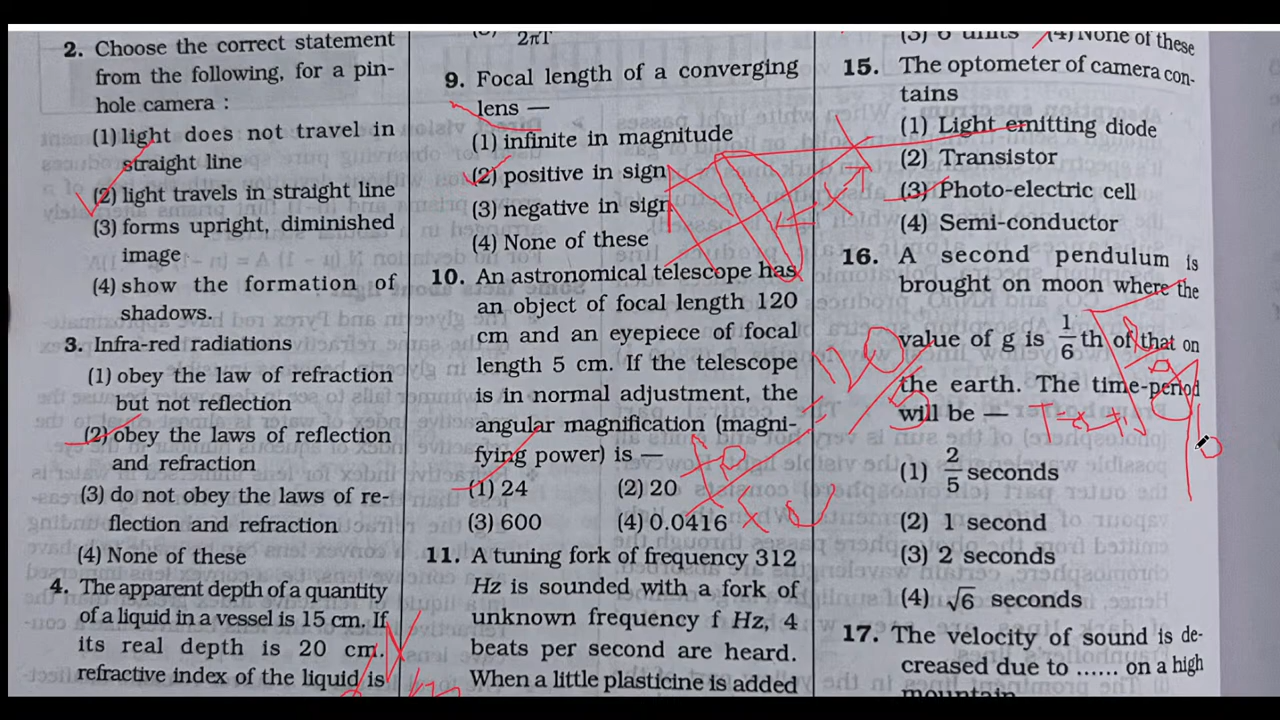 2. Choose the correct statement
from the following, for a pin-
hole camera :
(1) light does not travel in
straight line
(2) light travels in straight line
(3) forms upright, diminished
image
(4) show the formation of
shadows.
3. Infra-red radiations
(1) obey the law of refraction
but not reflection
(2) obey the laws of reflection
and refraction
(3) do not obey the laws of re-
flection and refraction
(4) None of these
4. The apparent depth of a quantity
of a liquid in a vessel is 15 cm. If
its real depth is 20 cm.
refractive index of the liquid is
2πT
9. Focal length of a converging
lens —
(1) infinite in magnitude
(2) positive in sign
(3) negative in sign
(4) None of these
10. An astronomical telescope has
an object of focal length 120
cm and an eyepiece of focal
length 5 cm. If the telescope
is in normal adjustment, the
angular magnification (magni-
fying power) is —
(1) 24 (2) 20
(3) 600 (4) 0.0416
11. A tuning fork of frequency 312
Hz is sounded with a fork of
unknown frequency f Hz, 4
beats per second are heard.
When a little plasticine is added
(3) 6 units (4) None of these
15. The optometer of camera con-
tains
(1) Light emitting diode
(2) Transistor
(3) Photo-electric cell
(4) Semi-conductor
16. A second pendulum is
brought on moon where the
value of g is 1/6 th of that on
the earth. The time-period
will be —
(1) 2/5 seconds
(2) 1 second
(3) 2 seconds
(4) √6 seconds
17. The velocity of sound is de-
creased due to ...... on a high
mountain
120
5